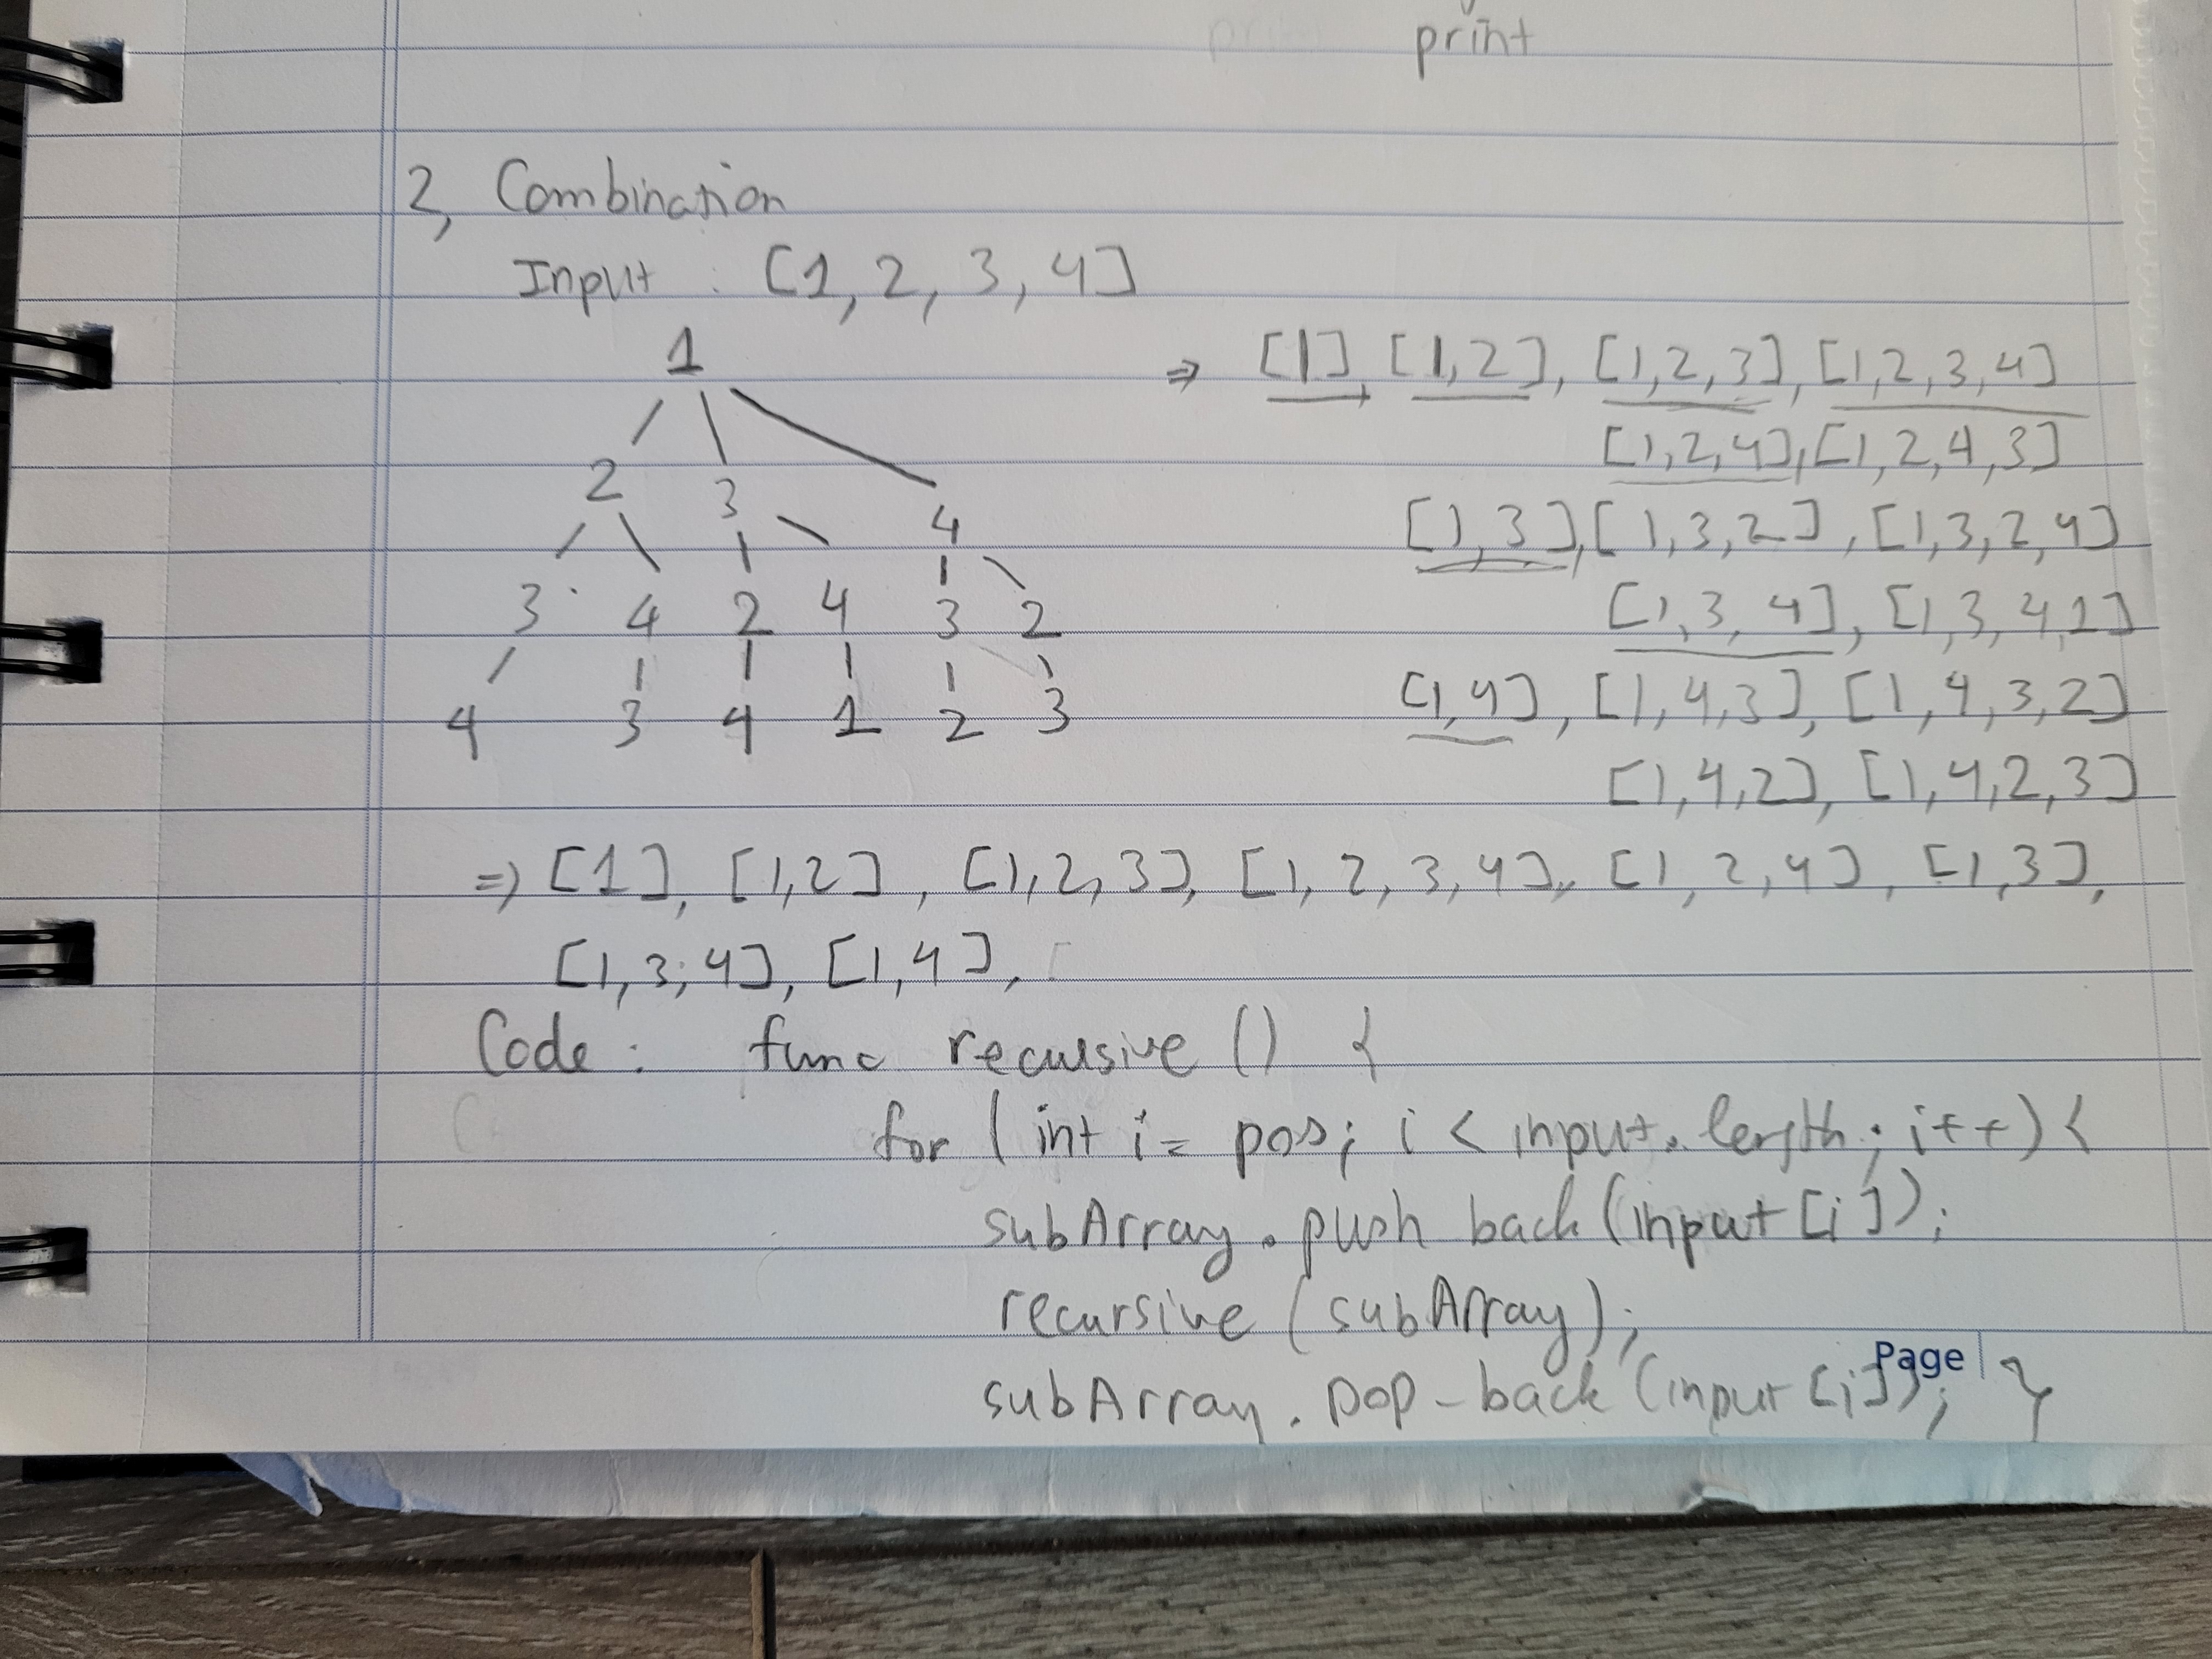 print
2, Combination
Input : [1, 2, 3, 4]
1
2 3 4
3 4 2 4 3 2
4 3 4 1 2 3
⇒ [1], [1,2], [1,2,3], [1,2,3,4]
[1,2,4], [1,2,4,3]
[1,3], [1,3,2], [1,3,2,4]
[1,3,4], [1,3,4,1]
[1,4], [1,4,3], [1,4,3,2]
[1,4,2], [1,4,2,3]
⇒ [1], [1,2], [1,2,3], [1,2,3,4], [1,2,4], [1,3],
[1,3,4], [1,4],
Code : func recursive () {
for ( int i = pos; i < input.length; i++) {
subArray.push back (input [i]);
recursive (subArray);
subArray.pop-back (input [i]); }
Page